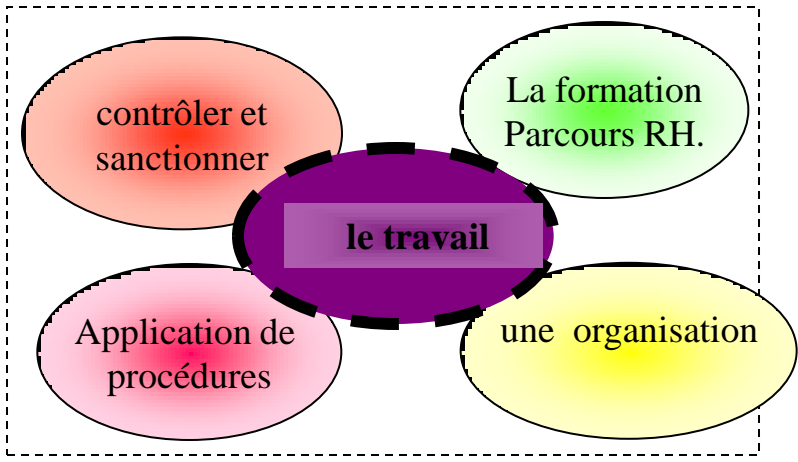 contrôler et
sanctionner
La formation
Parcours RH.
le travail
Application de
procédures
une organisation